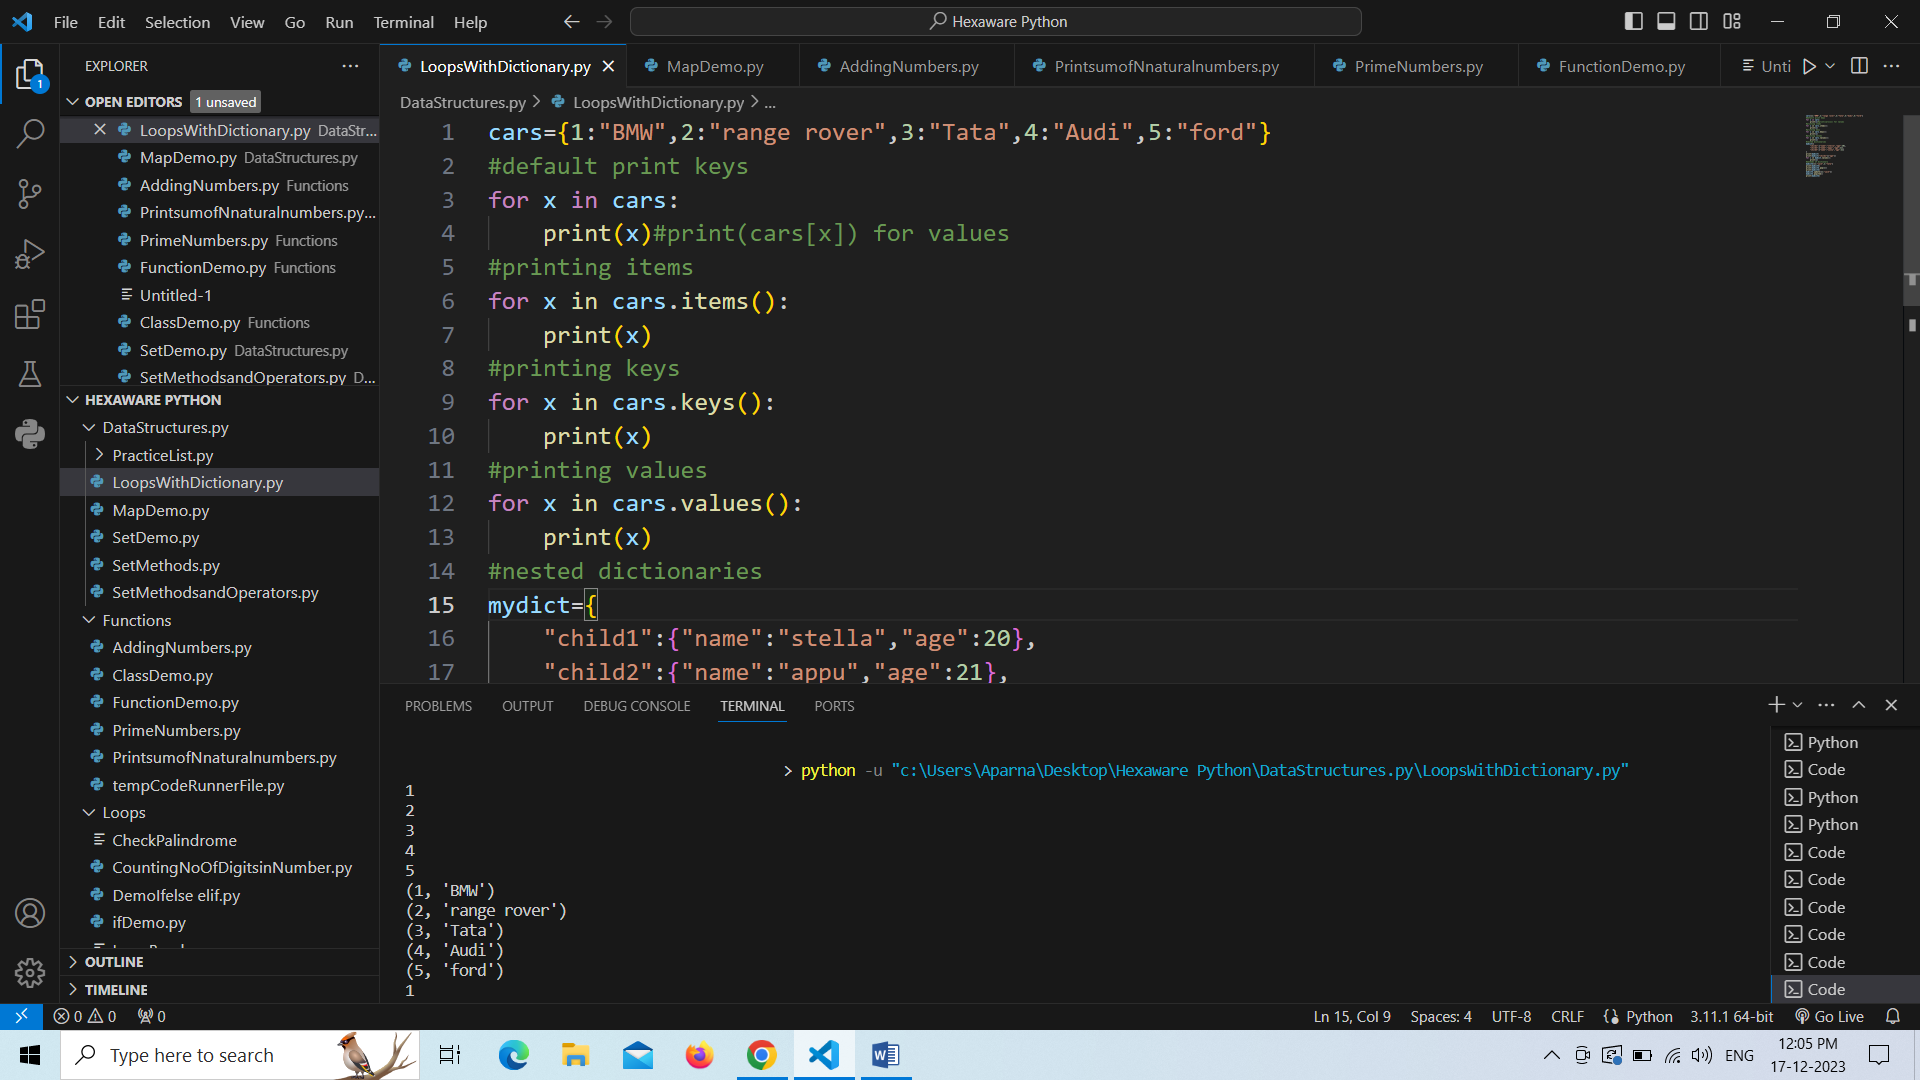 File Edit Selection View Go Run Terminal Help
Hexaware Python
EXPLORER
OPEN EDITORS 1 unsaved
LoopsWithDictionary.py DataStr...
MapDemo.py DataStructures.py
AddingNumbers.py Functions
PrintsumofNnaturalnumbers.py...
PrimeNumbers.py Functions
FunctionDemo.py Functions
Untitled-1
ClassDemo.py Functions
SetDemo.py DataStructures.py
SetMethodsandOperators.py D...
HEXAWARE PYTHON
DataStructures.py
PracticeList.py
LoopsWithDictionary.py
MapDemo.py
SetDemo.py
SetMethods.py
SetMethodsandOperators.py
Functions
AddingNumbers.py
ClassDemo.py
FunctionDemo.py
PrimeNumbers.py
PrintsumofNnaturalnumbers.py
tempCodeRunnerFile.py
Loops
CheckPalindrome
CountingNoOfDigitsinNumber.py
DemoIfelse elif.py
ifDemo.py
OUTLINE
TIMELINE
LoopsWithDictionary.py MapDemo.py AddingNumbers.py PrintsumofNnaturalnumbers.py PrimeNumbers.py FunctionDemo.py Unti
DataStructures.py > LoopsWithDictionary.py > ...
1 cars={1:"BMW",2:"range rover",3:"Tata",4:"Audi",5:"ford"}
2 #default print keys
3 for x in cars:
4 print(x)#print(cars[x]) for values
5 #printing items
6 for x in cars.items():
7 print(x)
8 #printing keys
9 for x in cars.keys():
10 print(x)
11 #printing values
12 for x in cars.values():
13 print(x)
14 #nested dictionaries
15 mydict={
16 "child1":{"name":"stella","age":20},
17 "child2":{"name":"appu","age":21},
PROBLEMS OUTPUT DEBUG CONSOLE TERMINAL PORTS
> python -u "c:\Users\Aparna\Desktop\Hexaware Python\DataStructures.py\LoopsWithDictionary.py"
1
2
3
4
5
(1, 'BMW')
(2, 'range rover')
(3, 'Tata')
(4, 'Audi')
(5, 'ford')
1
Python
Code
Python
Python
Code
Code
Code
Code
Code
Code
0 0 0 Ln 15, Col 9 Spaces: 4 UTF-8 CRLF Python 3.11.1 64-bit Go Live
Type here to search
ENG
12:05 PM
17-12-2023